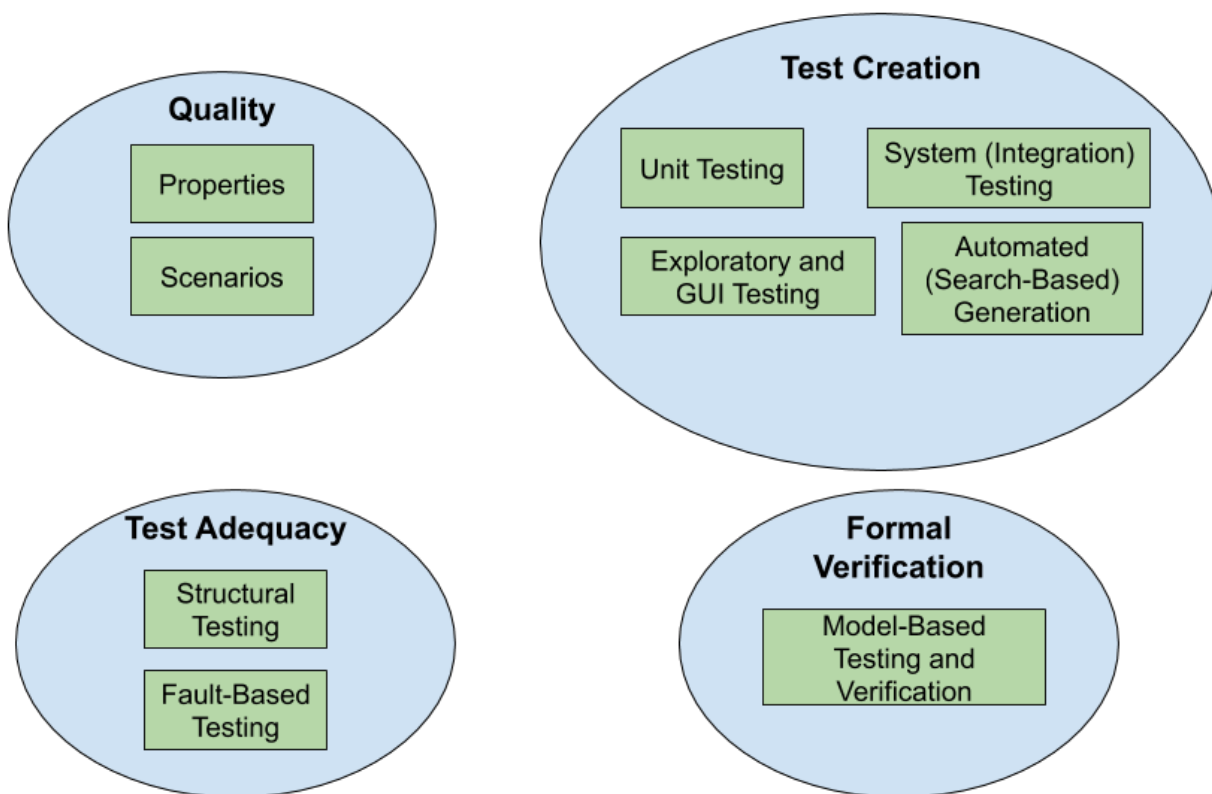 Quality
Properties
Scenarios
Test Creation
Unit Testing
System (Integration)
Testing
Exploratory and
GUI Testing
Automated
(Search-Based)
Generation
Test Adequacy
Structural
Testing
Fault-Based
Testing
Formal
Verification
Model-Based
Testing and
Verification